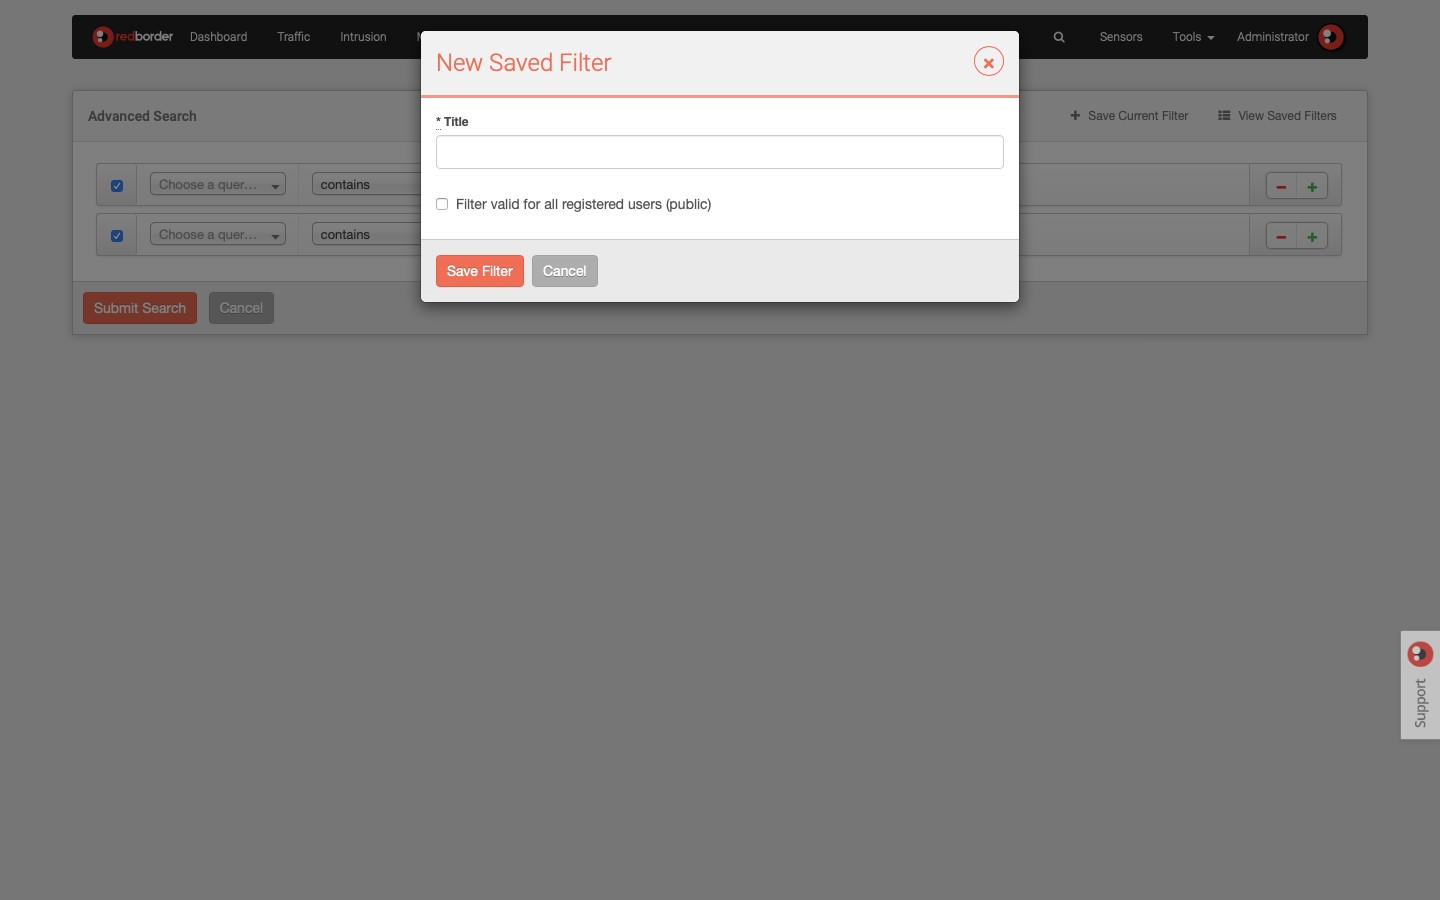 redborder Dashboard Traffic Intrusion Sensors Tools Administrator
New Saved Filter
Advanced Search
Save Current Filter View Saved Filters
* Title
Choose a quer... contains
Filter valid for all registered users (public)
Choose a quer... contains
Save Filter Cancel
Submit Search Cancel
Support